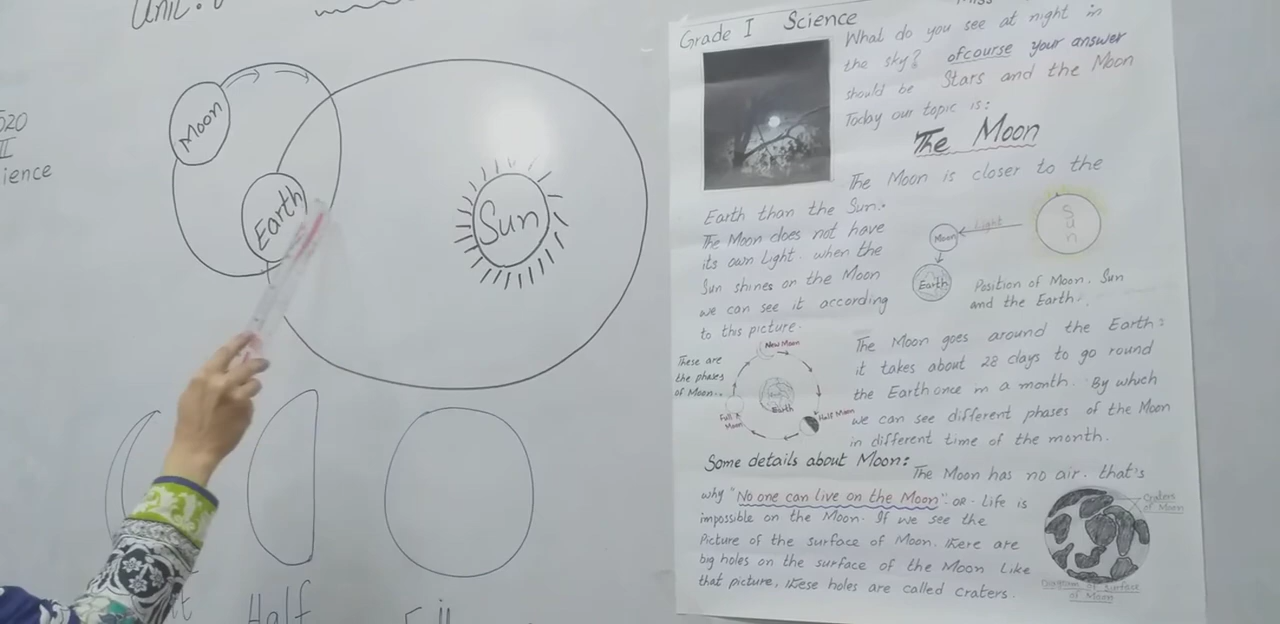 Unit.
020
II
ience
Moon
Earth
Sun
Half
Grade I Science
What do you see at night in
the sky? ofcourse your answer
should be Stars and the Moon
Today our topic is:
The Moon
The Moon is closer to the
Earth than the Sun.
The Moon does not have
its own light. when the
Sun shines on the Moon
we can see it according
to this picture.
Sun
Light
Moon
Earth
Position of Moon, Sun
and the Earth.
These are
the phases
of Moon.
New Moon
Earth
Half Moon
Full
Moon
The Moon goes around the Earth:
it takes about 28 days to go round
the Earth once in a month. By which
we can see different phases of the Moon
in different time of the month.
Some details about Moon:
The Moon has no air. that's
why "No one can live on the Moon". OR. Life is
impossible on the Moon. If we see the
Picture of the surface of Moon. there are
big holes on the surface of the Moon Like
that picture, these holes are called craters.
Craters
of Moon
Diagram of Surface
of Moon